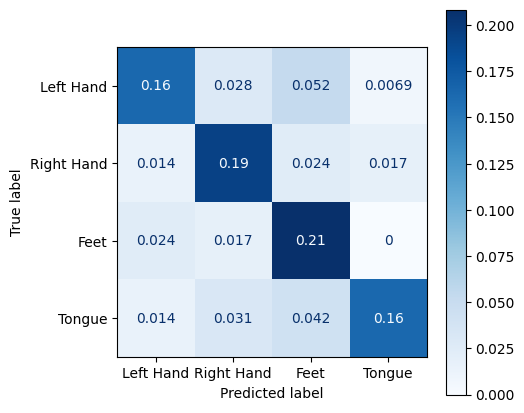 0.200
0.175
0.150
0.125
0.100
0.075
0.050
0.025
0.000
True label
Left Hand 0.16 0.028 0.052 0.0069
Right Hand 0.014 0.19 0.024 0.017
Feet 0.024 0.017 0.21 0
Tongue 0.014 0.031 0.042 0.16
Left Hand Right Hand Feet Tongue
Predicted label